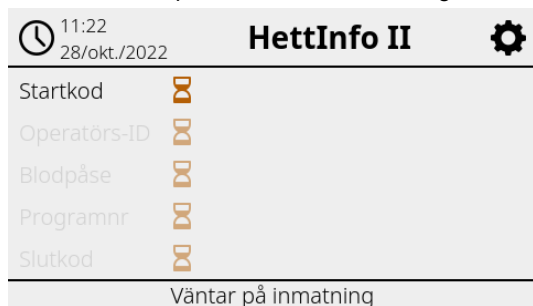 11:22
28/okt./2022
HettInfo II
Startkod
Operatörs-ID
Blodpåse
Programnr
Slutkod
Väntar på inmatning